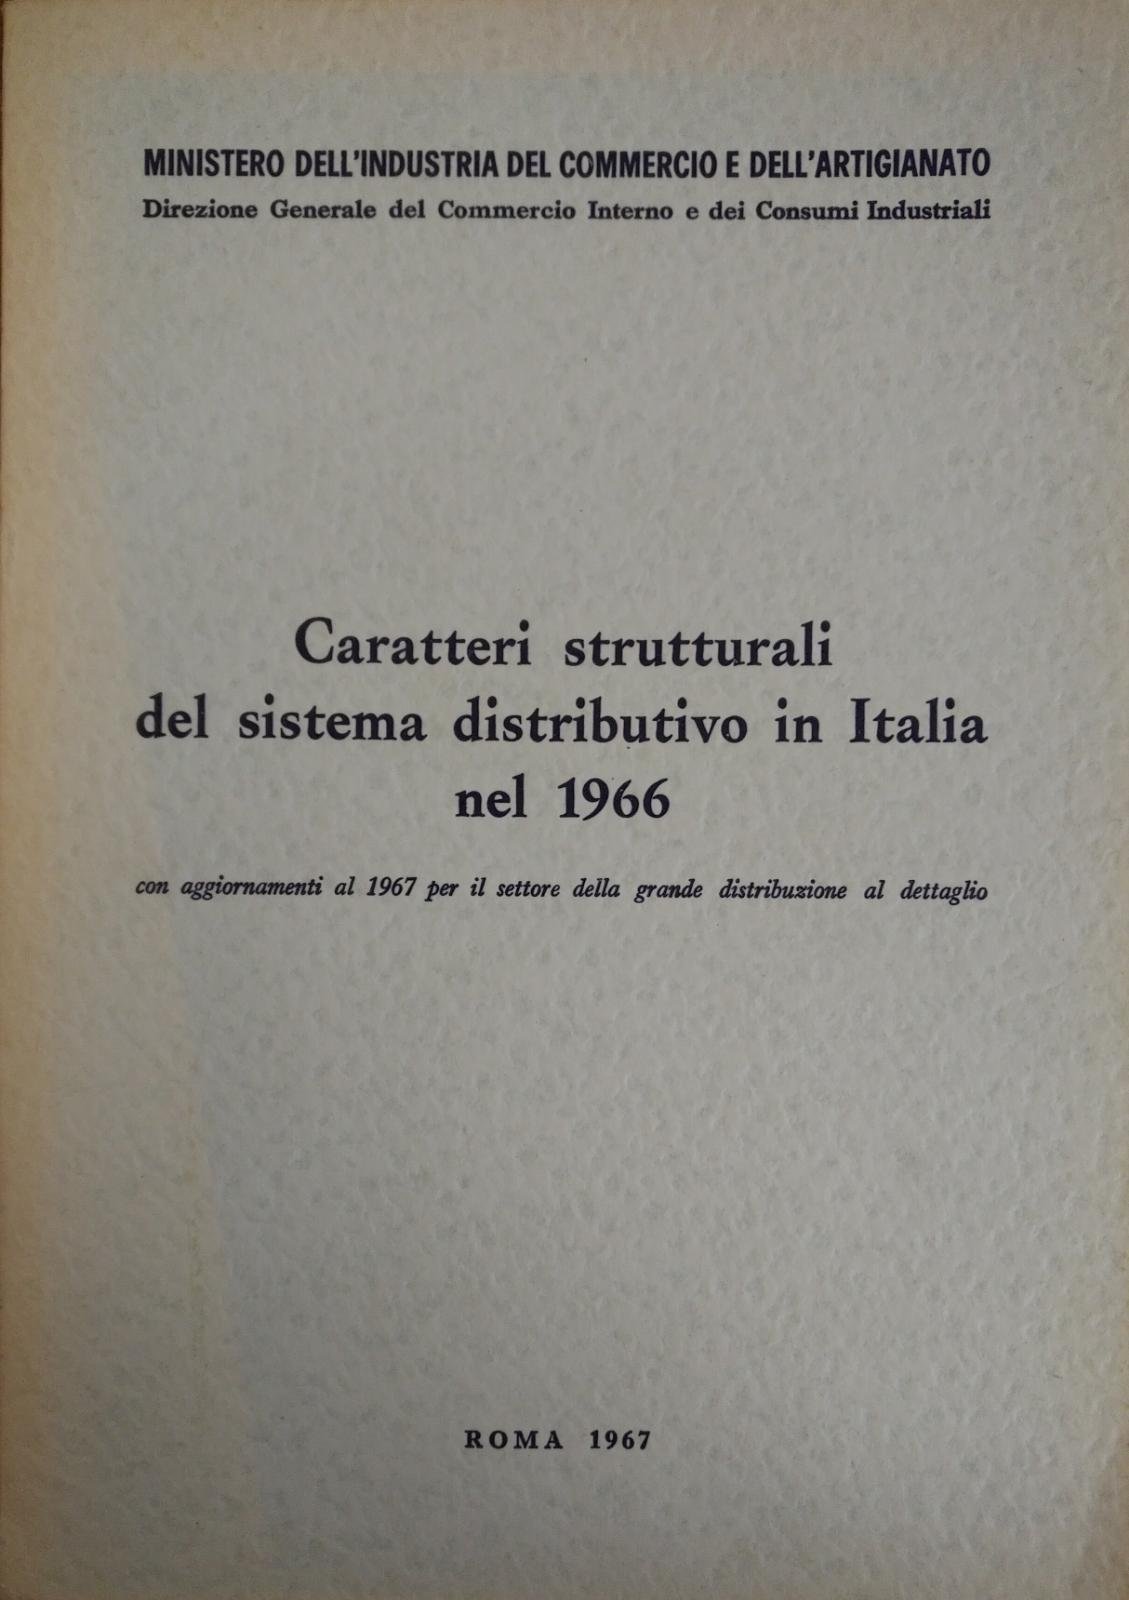 MINISTERO DELL'INDUSTRIA DEL COMMERCIO E DELL'ARTIGIANATO
Direzione Generale del Commercio Interno e dei Consumi Industriali
Caratteri strutturali
del sistema distributivo in Italia
nel 1966
con aggiornamenti al 1967 per il settore della grande distribuzione al dettaglio
ROMA 1967